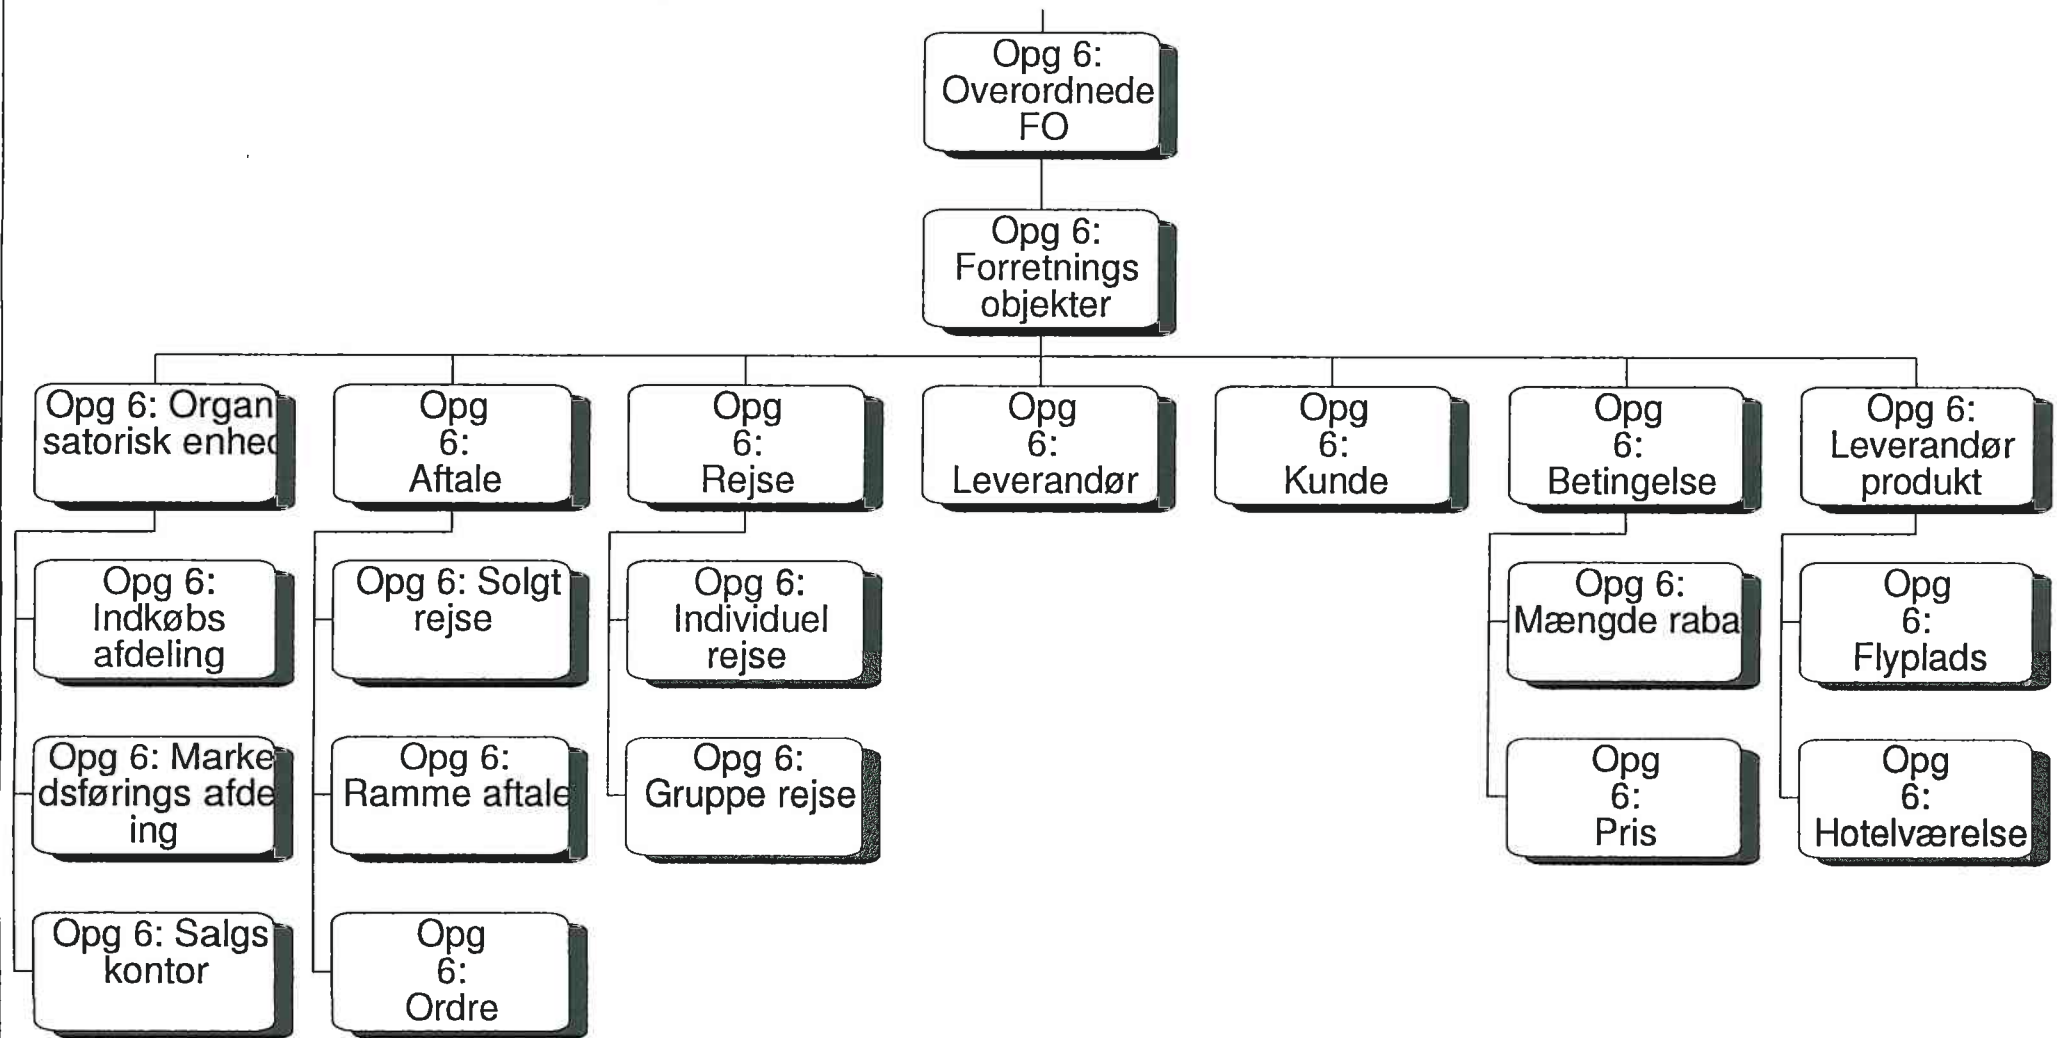 Opg 6:
Overordnede
FO
Opg 6:
Forretnings
objekter
Opg 6: Organ
satorisk enhed
Opg
6:
Aftale
Opg
6:
Rejse
Opg
6:
Leverandør
Opg
6:
Kunde
Opg
6:
Betingelse
Opg 6:
Leverandør
produkt
Opg 6:
Indkøbs
afdeling
Opg 6: Solgt
rejse
Opg 6:
Individuel
rejse
Opg 6:
Mængde raba
Opg
6:
Flyplads
Opg 6: Marke
dsførings afde
ing
Opg 6:
Ramme aftale
Opg 6:
Gruppe rejse
Opg
6:
Pris
Opg
6:
Hotelværelse
Opg 6: Salgs
kontor
Opg
6:
Ordre